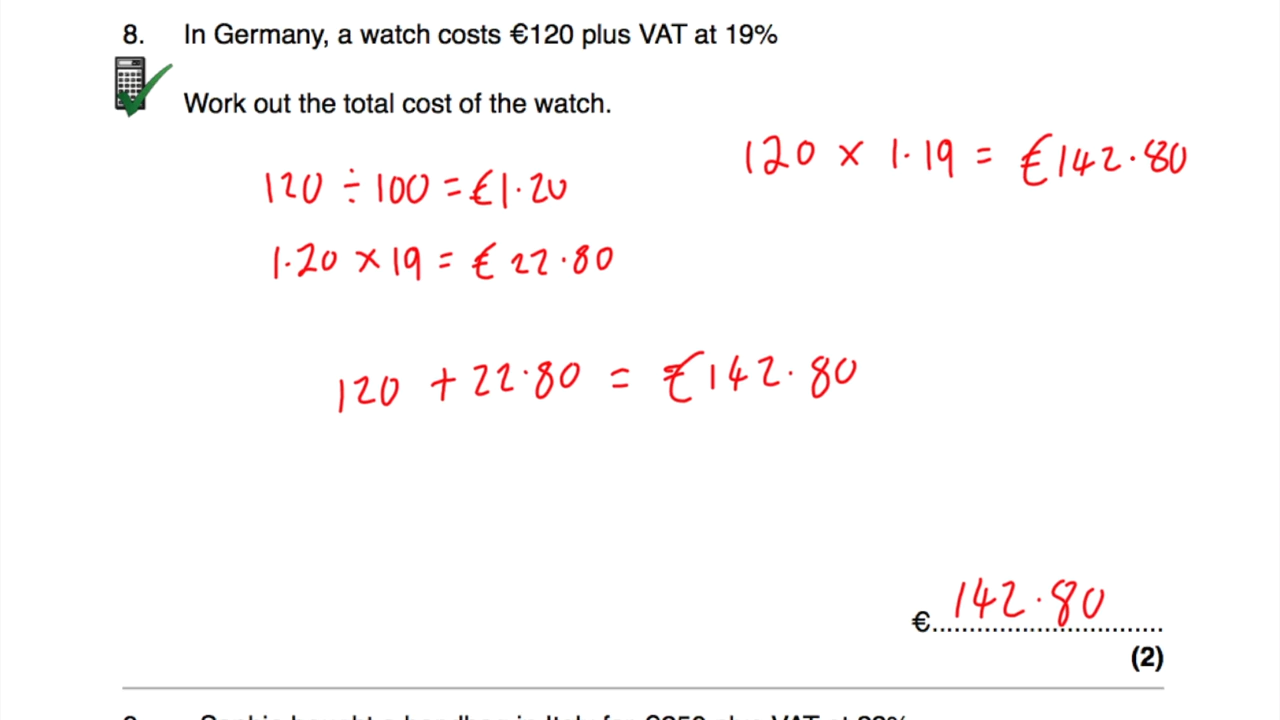 8. In Germany, a watch costs €120 plus VAT at 19%
Work out the total cost of the watch.
120 × 1.19 = €142.80
120 ÷ 100 = €1.20
1.20 × 19 = €22.80
120 + 22.80 = €142.80
€ 142.80
(2)